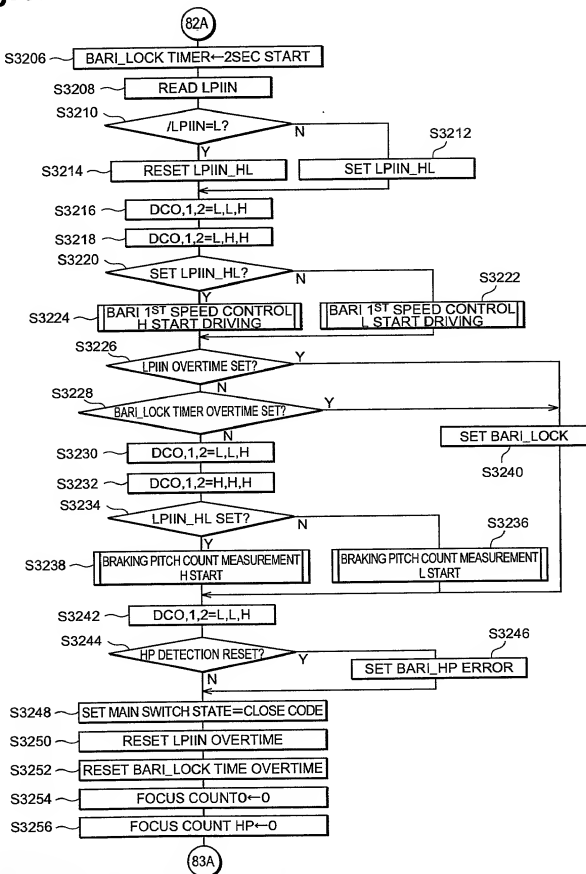 82A
S3206 BARI_LOCK TIMER←2SEC START
S3208 READ LPIIN
S3210 /LPIIN=L? N
Y
S3212 SET LPIIN_HL
S3214 RESET LPIIN_HL
S3216 DCO,1,2=L,L,H
S3218 DCO,1,2=L,H,H
S3220 SET LPIIN_HL? N
Y
S3222 BARI 1ST SPEED CONTROL
L START DRIVING
S3224 BARI 1ST SPEED CONTROL
H START DRIVING
S3226 LPIIN OVERTIME SET? Y
N
S3228 BARI_LOCK TIMER OVERTIME SET? Y
N
SET BARI_LOCK
S3240
S3230 DCO,1,2=L,L,H
S3232 DCO,1,2=H,H,H
S3234 LPIIN_HL SET? N
Y
S3236 BRAKING PITCH COUNT MEASUREMENT
L START
S3238 BRAKING PITCH COUNT MEASUREMENT
H START
S3242 DCO,1,2=L,L,H
S3244 HP DETECTION RESET? Y
N
S3246 SET BARI_HP ERROR
S3248 SET MAIN SWITCH STATE=CLOSE CODE
S3250 RESET LPIIN OVERTIME
S3252 RESET BARI_LOCK TIME OVERTIME
S3254 FOCUS COUNT0←0
S3256 FOCUS COUNT HP←0
83A